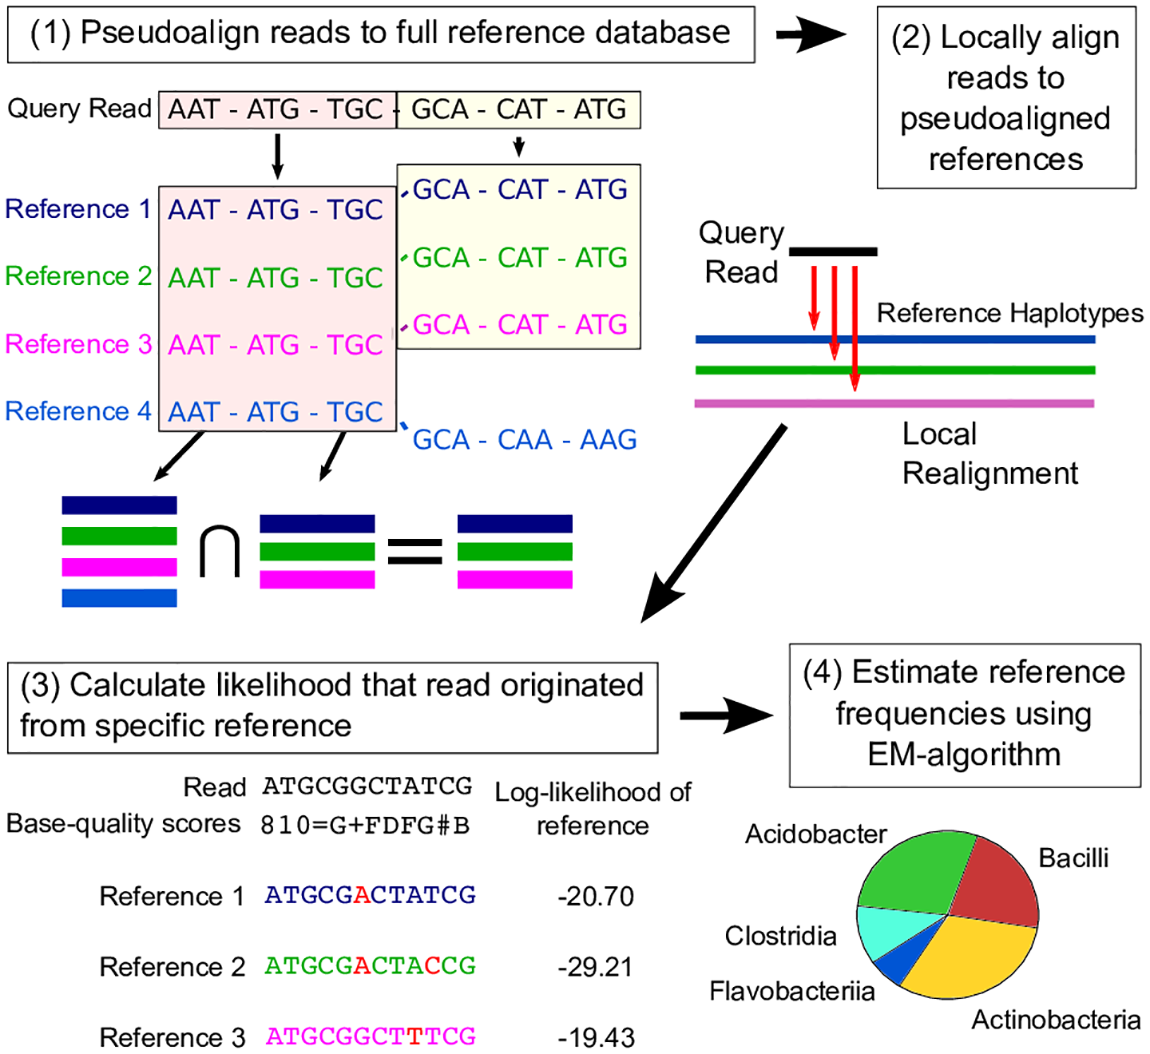 (1) Pseudoalign reads to full reference database
(2) Locally align
reads to
pseudoaligned
references
Query Read AAT - ATG - TGC - GCA - CAT - ATG
Reference 1 AAT - ATG - TGC GCA - CAT - ATG
Reference 2 AAT - ATG - TGC GCA - CAT - ATG
Reference 3 AAT - ATG - TGC GCA - CAT - ATG
Reference 4 AAT - ATG - TGC GCA - CAA - AAG
∩ =
Query
Read
Reference Haplotypes
Local
Realignment
(3) Calculate likelihood that read originated
from specific reference
(4) Estimate reference
frequencies using
EM-algorithm
Read ATGCGGCTATCG
Base-quality scores 810=G+FDFG#B
Log-likelihood of
reference
Reference 1 ATGCGACTATCG -20.70
Reference 2 ATGCGACTACCG -29.21
Reference 3 ATGCGGCTTTCG -19.43
Acidobacter
Bacilli
Clostridia
Flavobacteriia
Actinobacteria